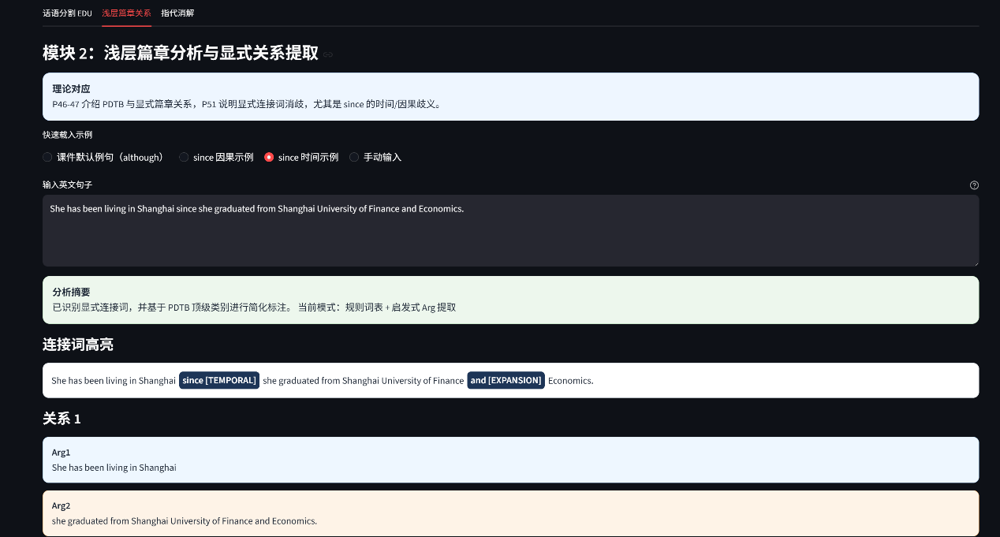 话语分割 EDU 浅层篇章关系 指代消解
模块 2：浅层篇章分析与显式关系提取
理论对应
P46-47 介绍 PDTB 与显式篇章关系，P51 说明显式连接词消歧，尤其是 since 的时间/因果歧义。
快速载入示例
课件默认例句（although） since 因果示例 since 时间示例 手动输入
输入英文句子
She has been living in Shanghai since she graduated from Shanghai University of Finance and Economics.
分析摘要
已识别显式连接词，并基于 PDTB 顶级类别进行简化标注。 当前模式：规则词表 + 启发式 Arg 提取
连接词高亮
She has been living in Shanghai since [TEMPORAL] she graduated from Shanghai University of Finance and [EXPANSION] Economics.
关系 1
Arg1
She has been living in Shanghai
Arg2
she graduated from Shanghai University of Finance and Economics.